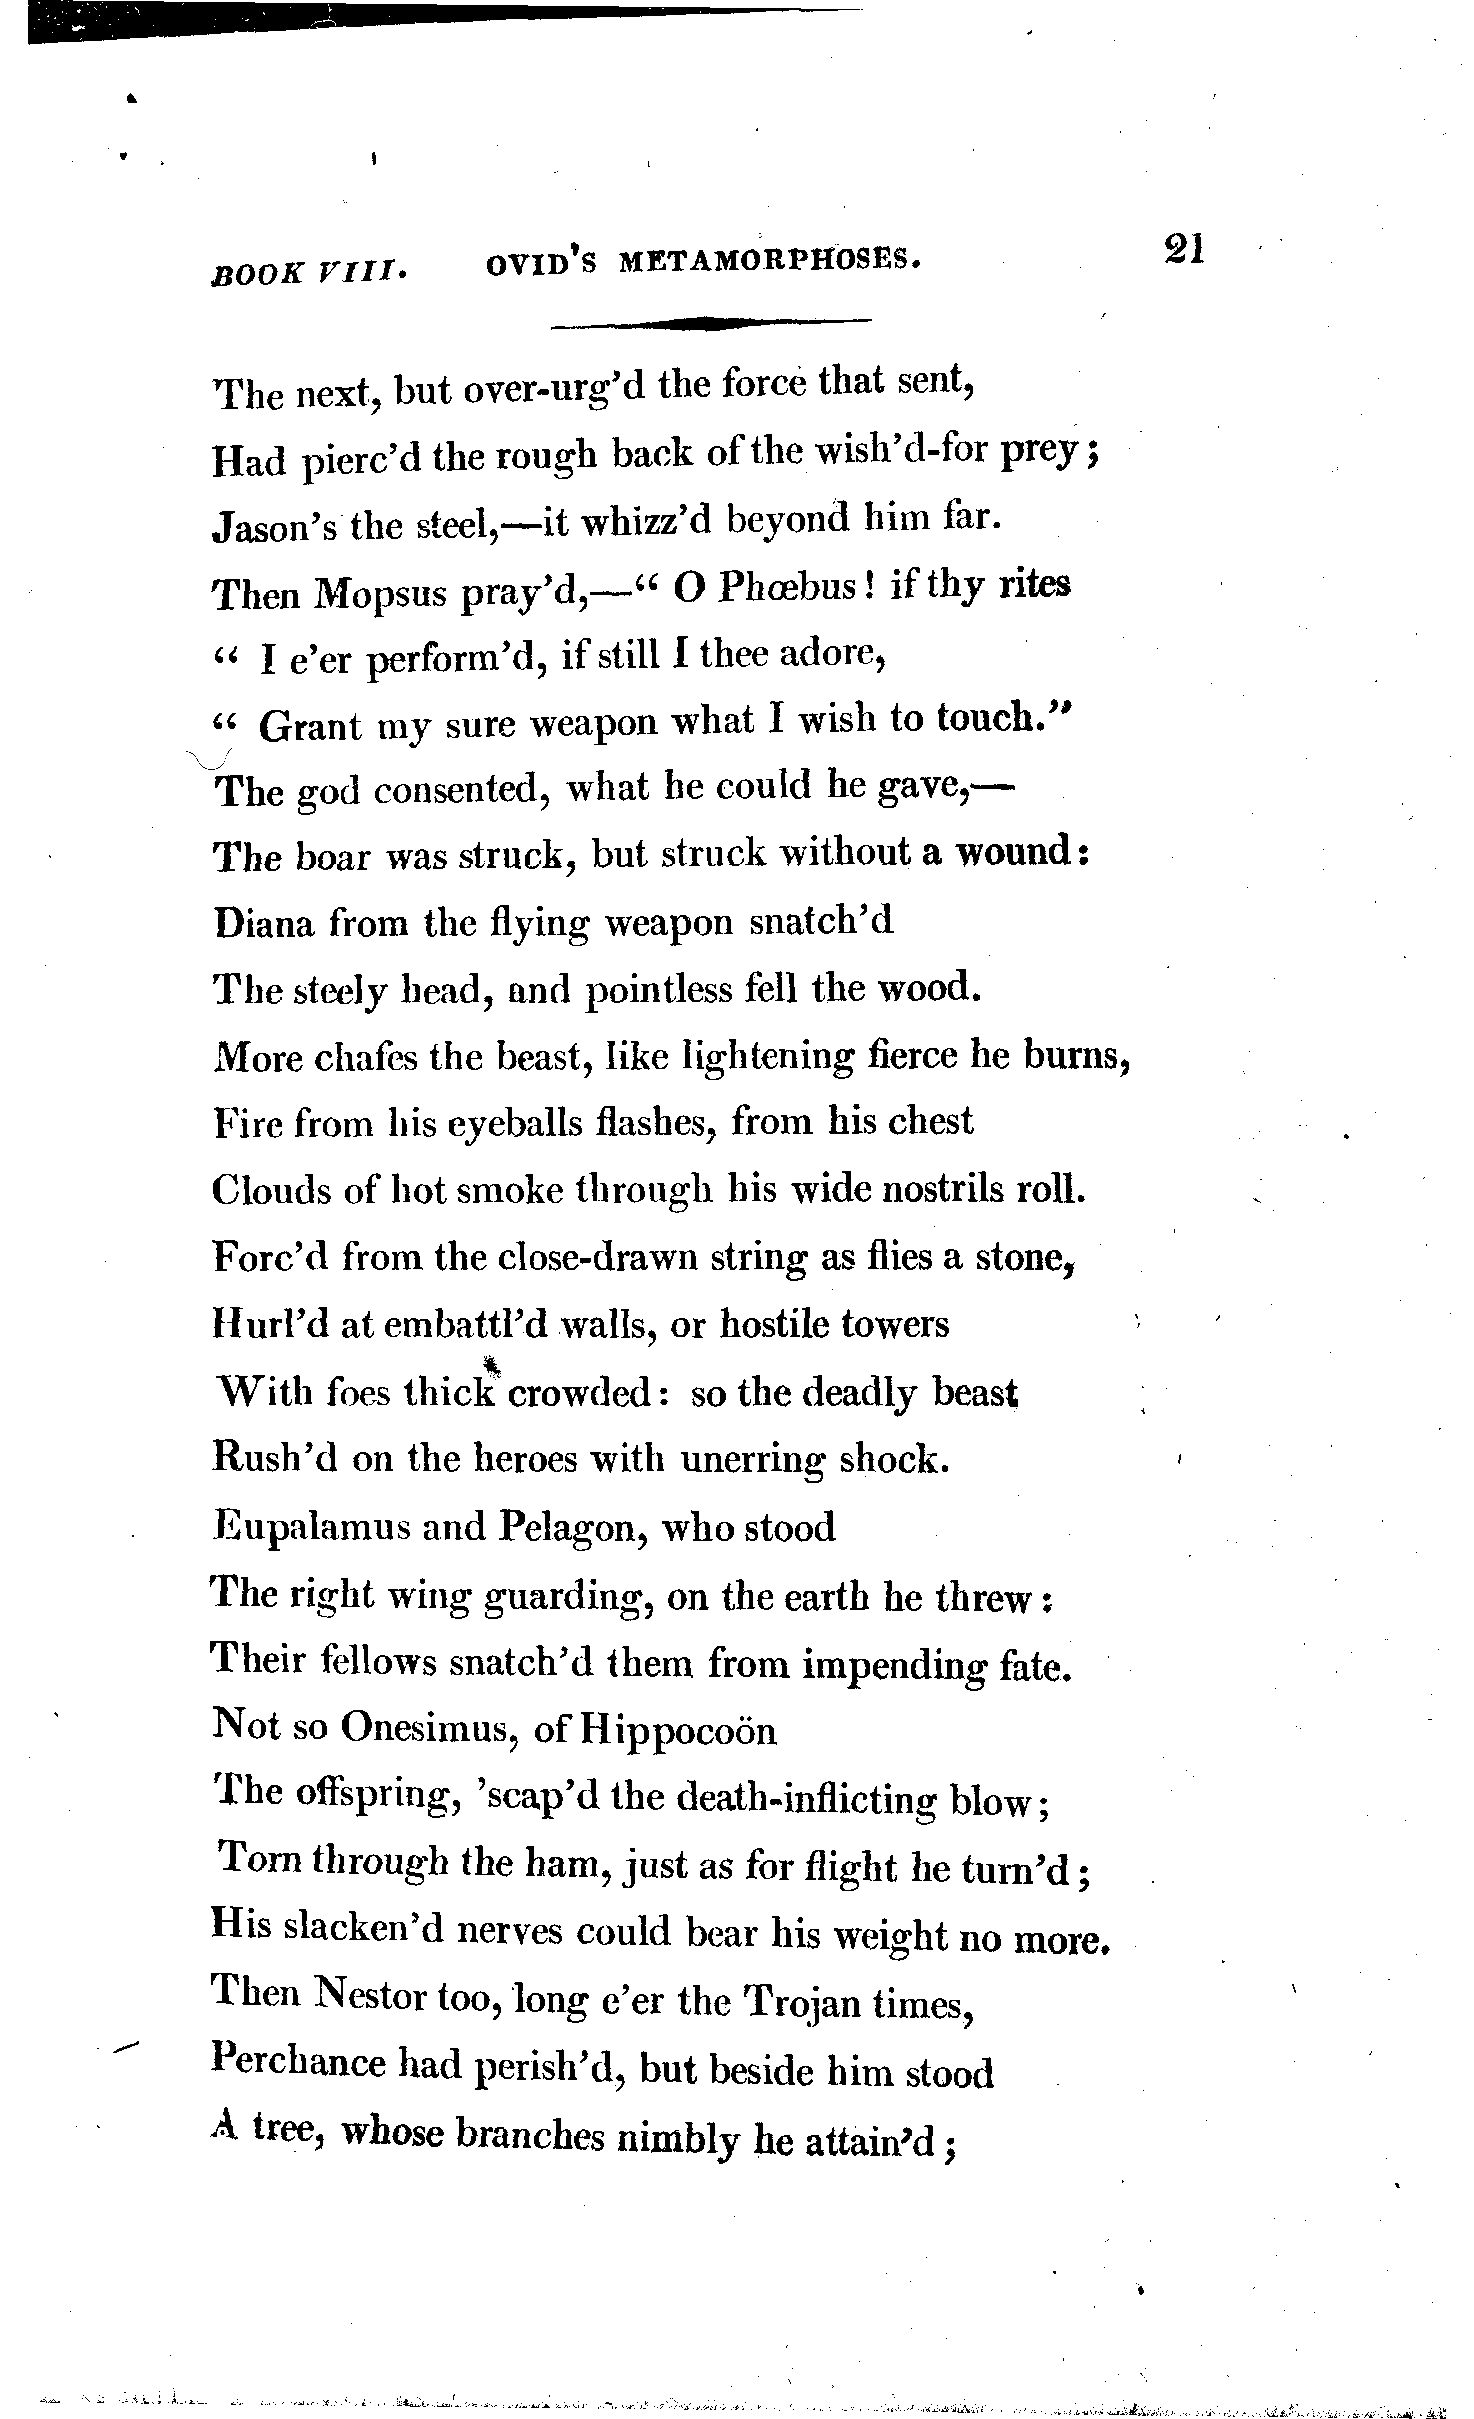 BOOK VIII. OVID'S METAMORPHOSES. 21
The next, but over-urg'd the force that sent,
Had pierc'd the rough back of the wish'd-for prey;
Jason's the steel,—it whizz'd beyond him far.
Then Mopsus pray'd,—“ O Phœbus! if thy rites
“ I e'er perform'd, if still I thee adore,
“ Grant my sure weapon what I wish to touch.”
The god consented, what he could he gave,—
The boar was struck, but struck without a wound:
Diana from the flying weapon snatch'd
The steely head, and pointless fell the wood.
More chafes the beast, like lightening fierce he burns,
Fire from his eyeballs flashes, from his chest
Clouds of hot smoke through his wide nostrils roll.
Forc'd from the close-drawn string as flies a stone,
Hurl'd at embattl'd walls, or hostile towers
With foes thick crowded: so the deadly beast
Rush'd on the heroes with unerring shock.
Eupalamus and Pelagon, who stood
The right wing guarding, on the earth he threw:
Their fellows snatch'd them from impending fate.
Not so Onesimus, of Hippocoön
The offspring, 'scap'd the death-inflicting blow;
Torn through the ham, just as for flight he turn'd;
His slacken'd nerves could bear his weight no more.
Then Nestor too, long e'er the Trojan times,
Perchance had perish'd, but beside him stood
A tree, whose branches nimbly he attain'd;